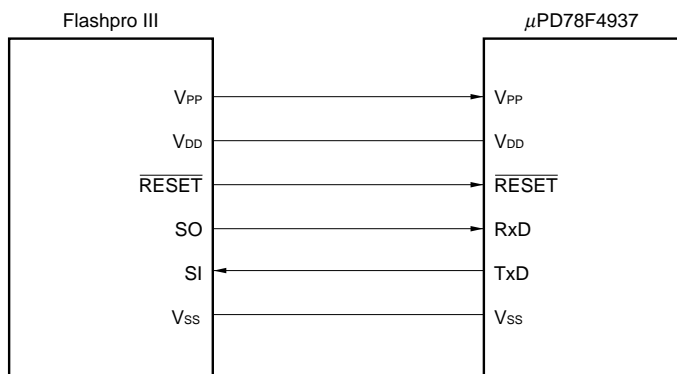 Flashpro III μPD78F4937
VPP VPP
VDD VDD
RESET RESET
SO RxD
SI TxD
VSS VSS